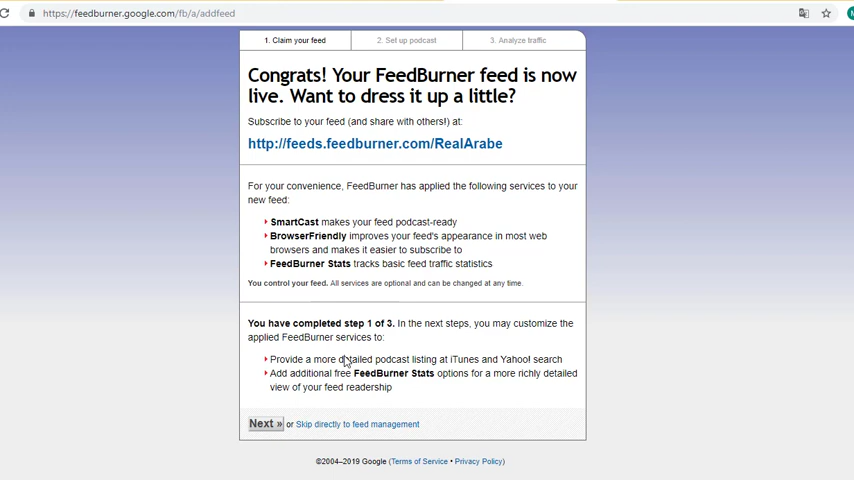 https://feedburner.google.com/fb/a/addfeed
1. Claim your feed 2. Set up podcast 3. Analyze traffic
Congrats! Your FeedBurner feed is now
live. Want to dress it up a little?
Subscribe to your feed (and share with others!) at:
http://feeds.feedburner.com/RealArabe
For your convenience, FeedBurner has applied the following services to your
new feed:
SmartCast makes your feed podcast-ready
BrowserFriendly improves your feed's appearance in most web
browsers and makes it easier to subscribe to
FeedBurner Stats tracks basic feed traffic statistics
You control your feed. All services are optional and can be changed at any time.
You have completed step 1 of 3. In the next steps, you may customize the
applied FeedBurner services to:
Provide a more detailed podcast listing at iTunes and Yahoo! search
Add additional free FeedBurner Stats options for a more richly detailed
view of your feed readership
Next » or Skip directly to feed management
©2004–2019 Google (Terms of Service • Privacy Policy)